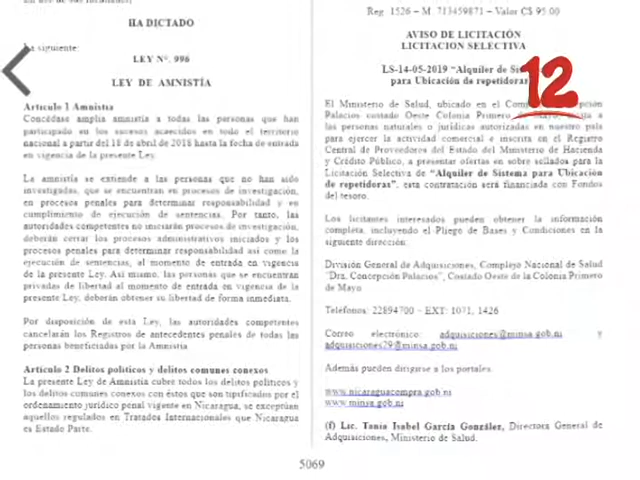 HA DICTADO
La siguiente:
LEY Nº. 996
LEY DE AMNISTÍA
Artículo 1 Amnistía
Concédase amplia amnistía a todas las personas que han
participado en los sucesos acaecidos en todo el territorio
nacional a partir del 18 de abril de 2018 hasta la fecha de entrada
en vigencia de la presente Ley.
La amnistía se extiende a las personas que no han sido
investigadas, que se encuentran en procesos de investigación,
en procesos penales para determinar responsabilidad y en
cumplimiento de ejecución de sentencias. Por tanto, las
autoridades competentes no iniciarán procesos de investigación,
deberán cerrar los procesos administrativos iniciados y los
procesos penales para determinar responsabilidad así como la
ejecución de sentencias, al momento de entrada en vigencia
de la presente Ley. Así mismo, las personas que se encuentran
privadas de libertad al momento de entrada en vigencia de la
presente Ley, deberán obtener su libertad de forma inmediata.
Por disposición de esta Ley, las autoridades competentes
cancelarán los Registros de antecedentes penales de todas las
personas beneficiadas por la Amnistía.
Artículo 2 Delitos políticos y delitos comunes conexos
La presente Ley de Amnistía cubre todos los delitos políticos y
los delitos comunes conexos con éstos que son tipificados por el
ordenamiento jurídico penal vigente en Nicaragua, se exceptúan
aquellos regulados en Tratados Internacionales que Nicaragua
es Estado Parte.
Reg. 1526 – M. 713459871 – Valor C$ 95.00
AVISO DE LICITACIÓN
LICITACION SELECTIVA
LS-14-05-2019 "Alquiler de
para Ubicación de repetidoras
12
El Ministerio de Salud, ubicado en el Concepción
Palacios costado Oeste Colonia Primero Mayo, a
las personas naturales o jurídicas autorizadas en nuestro país
para ejercer la actividad comercial e inscrita en el Registro
Central de Proveedores del Estado del Ministerio de Hacienda
y Crédito Público, a presentar ofertas en sobre sellados para la
Licitación Selectiva de "Alquiler de Sistema para Ubicación
de repetidoras", esta contratación será financiada con Fondos
del tesoro.
Los licitantes interesados pueden obtener la información
completa, incluyendo el Pliego de Bases y Condiciones en la
siguiente dirección:
División General de Adquisiciones, Complejo Nacional de Salud
"Dra. Concepción Palacios", Costado Oeste de la Colonia Primero
de Mayo.
Teléfonos: 22894700 – EXT: 1071, 1426
Correo electrónico: adquisiciones@minsa.gob.ni y
adquisiciones29@minsa.gob.ni
Además pueden dirigirse a los portales:
www.nicaraguacompra.gob.ni
www.minsa.gob.ni
(f) Lic. Tania Isabel García González, Directora General de
Adquisiciones, Ministerio de Salud.
5069